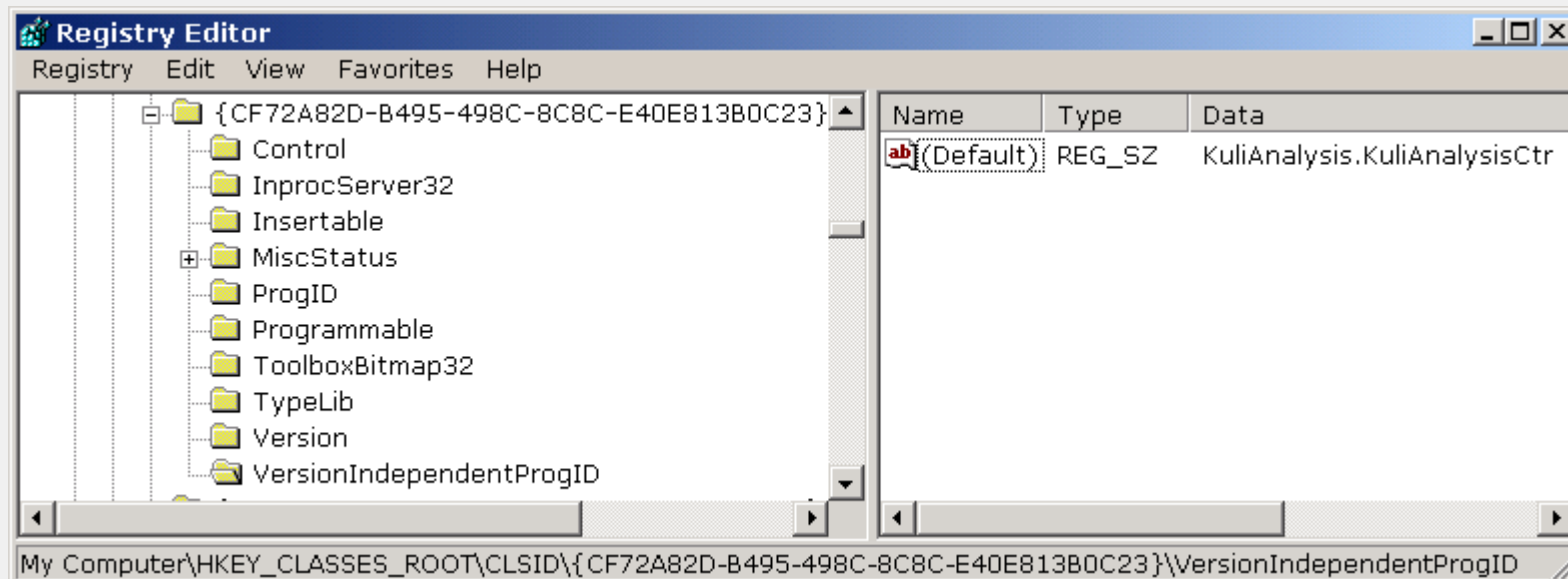 Registry Editor
Registry Edit View Favorites Help
{CF72A82D-B495-498C-8C8C-E40E813B0C23}
Control
InprocServer32
Insertable
MiscStatus
ProgID
Programmable
ToolboxBitmap32
TypeLib
Version
VersionIndependentProgID
Name Type Data
ab (Default) REG_SZ KuliAnalysis.KuliAnalysisCtr
My Computer\HKEY_CLASSES_ROOT\CLSID\{CF72A82D-B495-498C-8C8C-E40E813B0C23}\VersionIndependentProgID